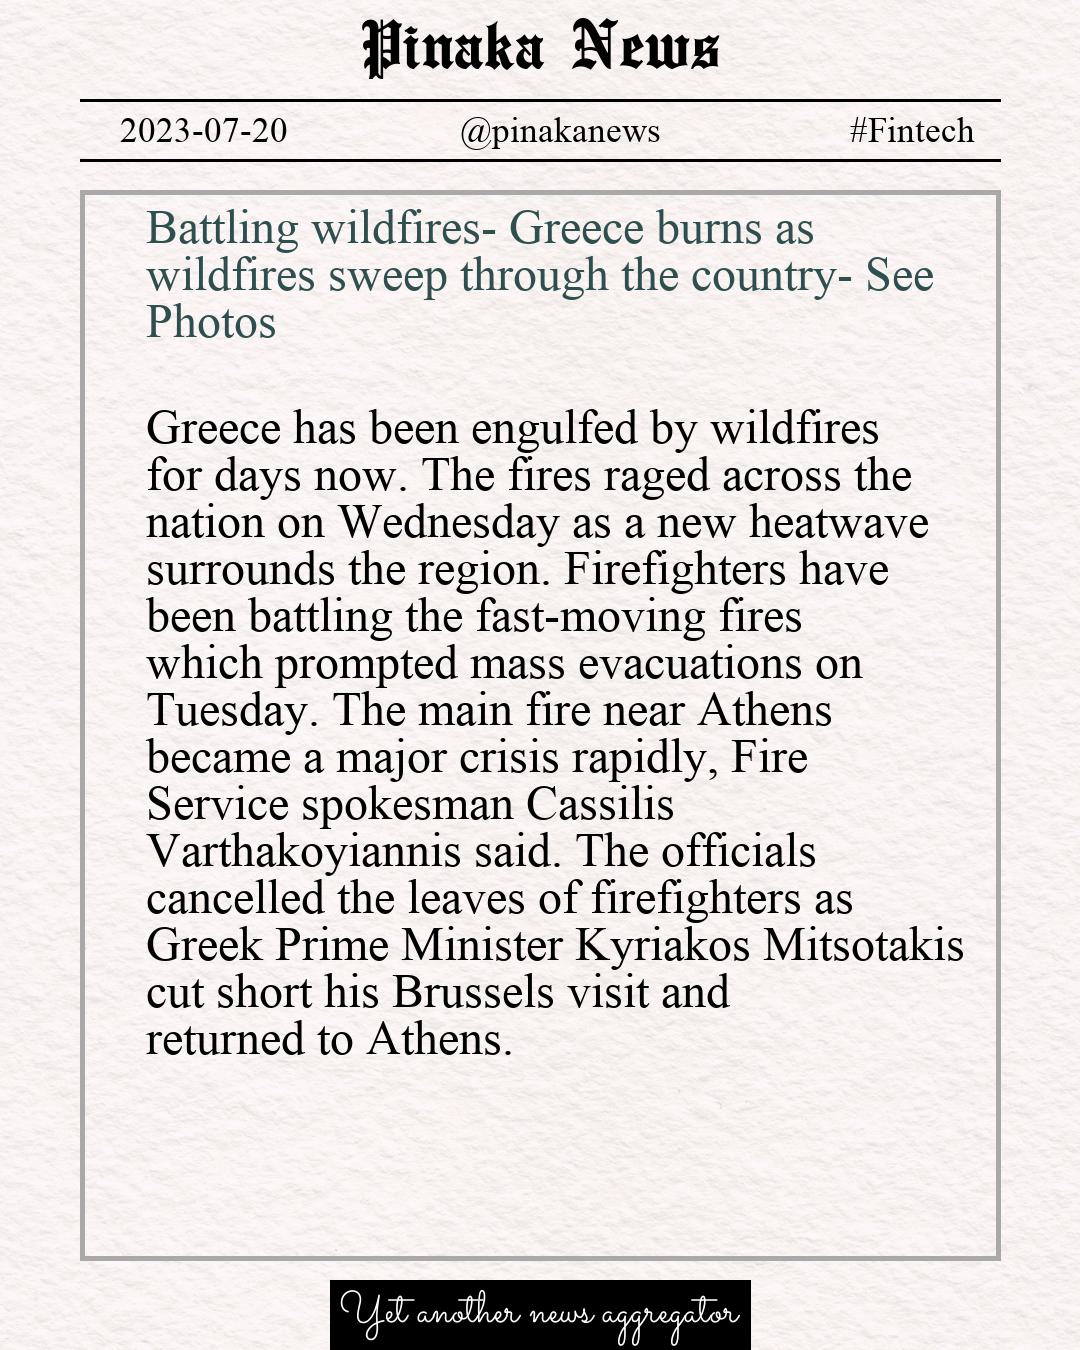 Pinaka News
2023-07-20 @pinakanews #Fintech
Battling wildfires- Greece burns as
wildfires sweep through the country- See
Photos
Greece has been engulfed by wildfires
for days now. The fires raged across the
nation on Wednesday as a new heatwave
surrounds the region. Firefighters have
been battling the fast-moving fires
which prompted mass evacuations on
Tuesday. The main fire near Athens
became a major crisis rapidly, Fire
Service spokesman Cassilis
Varthakoyiannis said. The officials
cancelled the leaves of firefighters as
Greek Prime Minister Kyriakos Mitsotakis
cut short his Brussels visit and
returned to Athens.
Yet another news aggregator